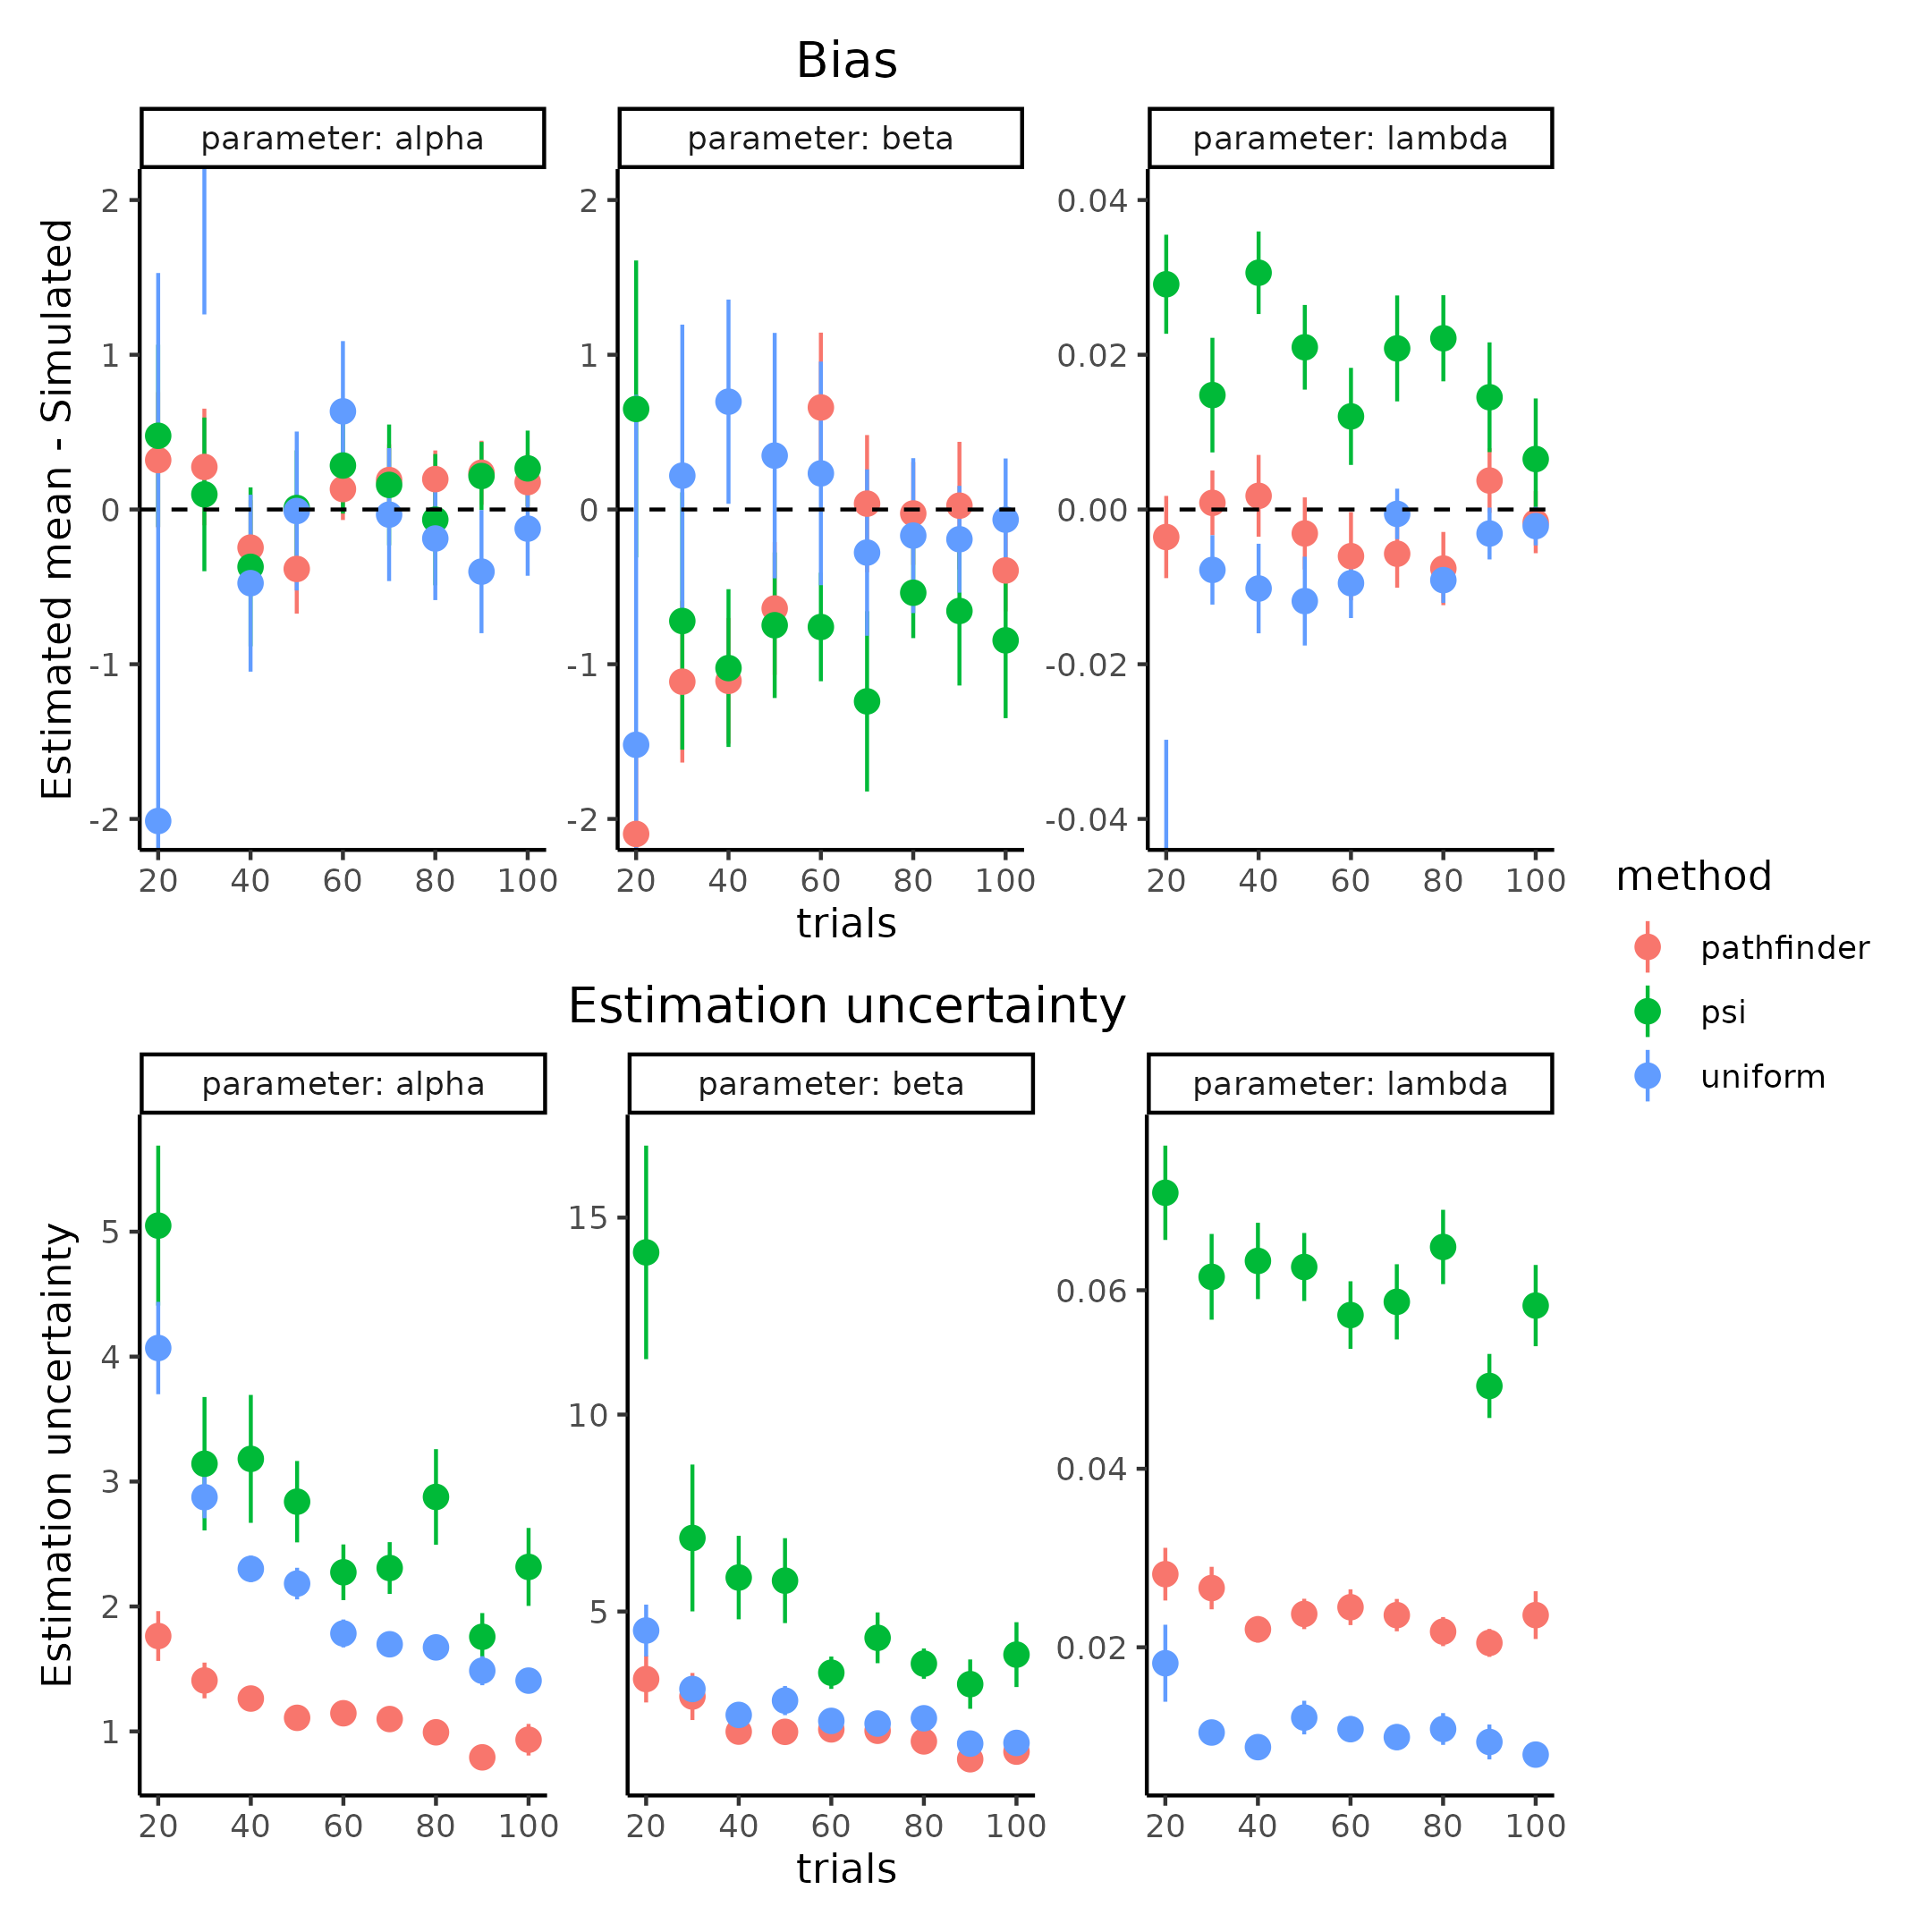 Bias
parameter: alpha
parameter: beta
parameter: lambda
Estimated mean - Simulated
2
1
0
-1
-2
2
1
0
-1
-2
0.04
0.02
0.00
-0.02
-0.04
20 40 60 80 100
20 40 60 80 100
20 40 60 80 100
trials
method
pathfinder
psi
uniform
Estimation uncertainty
parameter: alpha
parameter: beta
parameter: lambda
Estimation uncertainty
5
4
3
2
1
15
10
5
0.06
0.04
0.02
20 40 60 80 100
20 40 60 80 100
20 40 60 80 100
trials